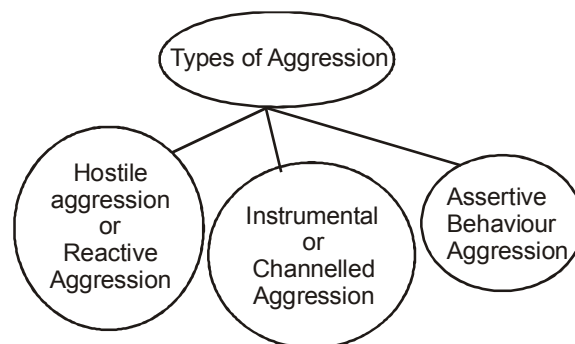 Types of Aggression
Hostile
aggression
or
Reactive
Aggression
Instrumental
or
Channelled
Aggression
Assertive
Behaviour
Aggression